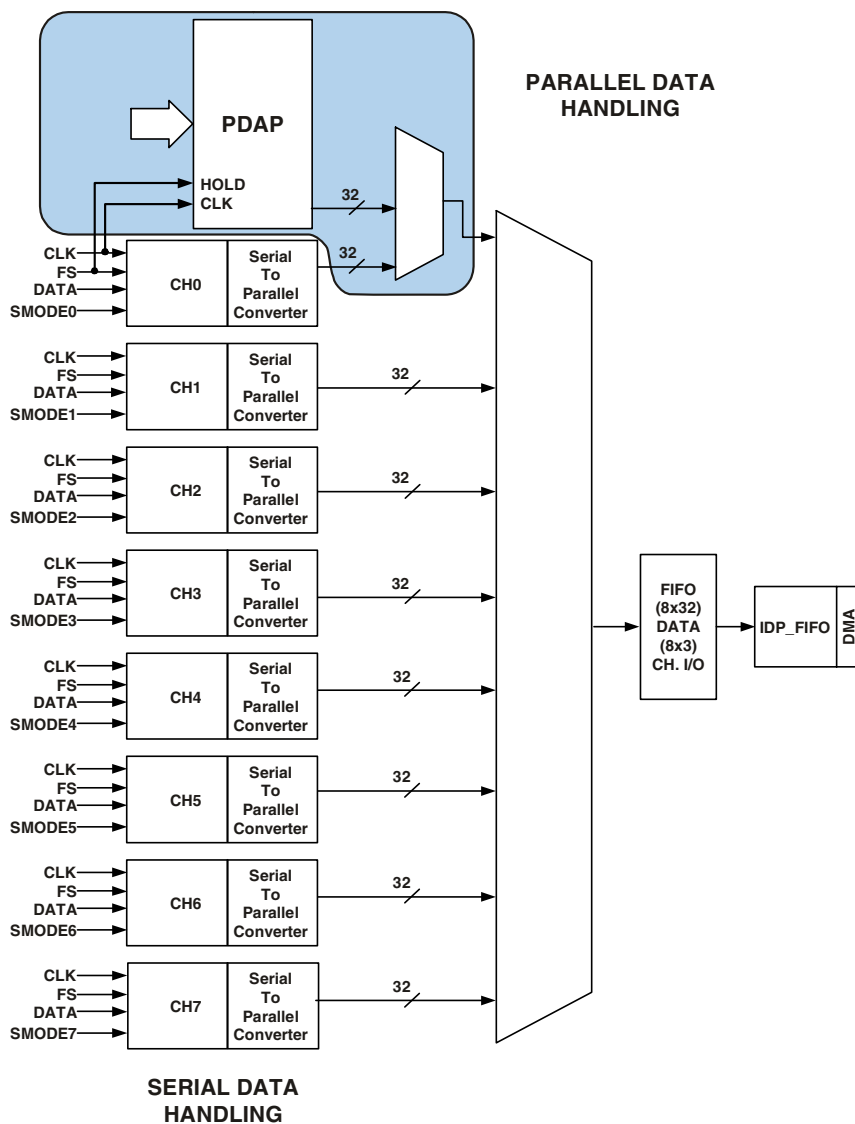 PARALLEL DATA
HANDLING
PDAP
HOLD
CLK
32
32
CLK
FS
DATA
SMODE0
CH0
Serial
To
Parallel
Converter
CLK
FS
DATA
SMODE1
CH1
Serial
To
Parallel
Converter
32
CLK
FS
DATA
SMODE2
CH2
Serial
To
Parallel
Converter
32
CLK
FS
DATA
SMODE3
CH3
Serial
To
Parallel
Converter
32
CLK
FS
DATA
SMODE4
CH4
Serial
To
Parallel
Converter
32
CLK
FS
DATA
SMODE5
CH5
Serial
To
Parallel
Converter
32
CLK
FS
DATA
SMODE6
CH6
Serial
To
Parallel
Converter
32
CLK
FS
DATA
SMODE7
CH7
Serial
To
Parallel
Converter
32
FIFO
(8x32)
DATA
(8x3)
CH. I/O
IDP_FIFO
DMA
SERIAL DATA
HANDLING